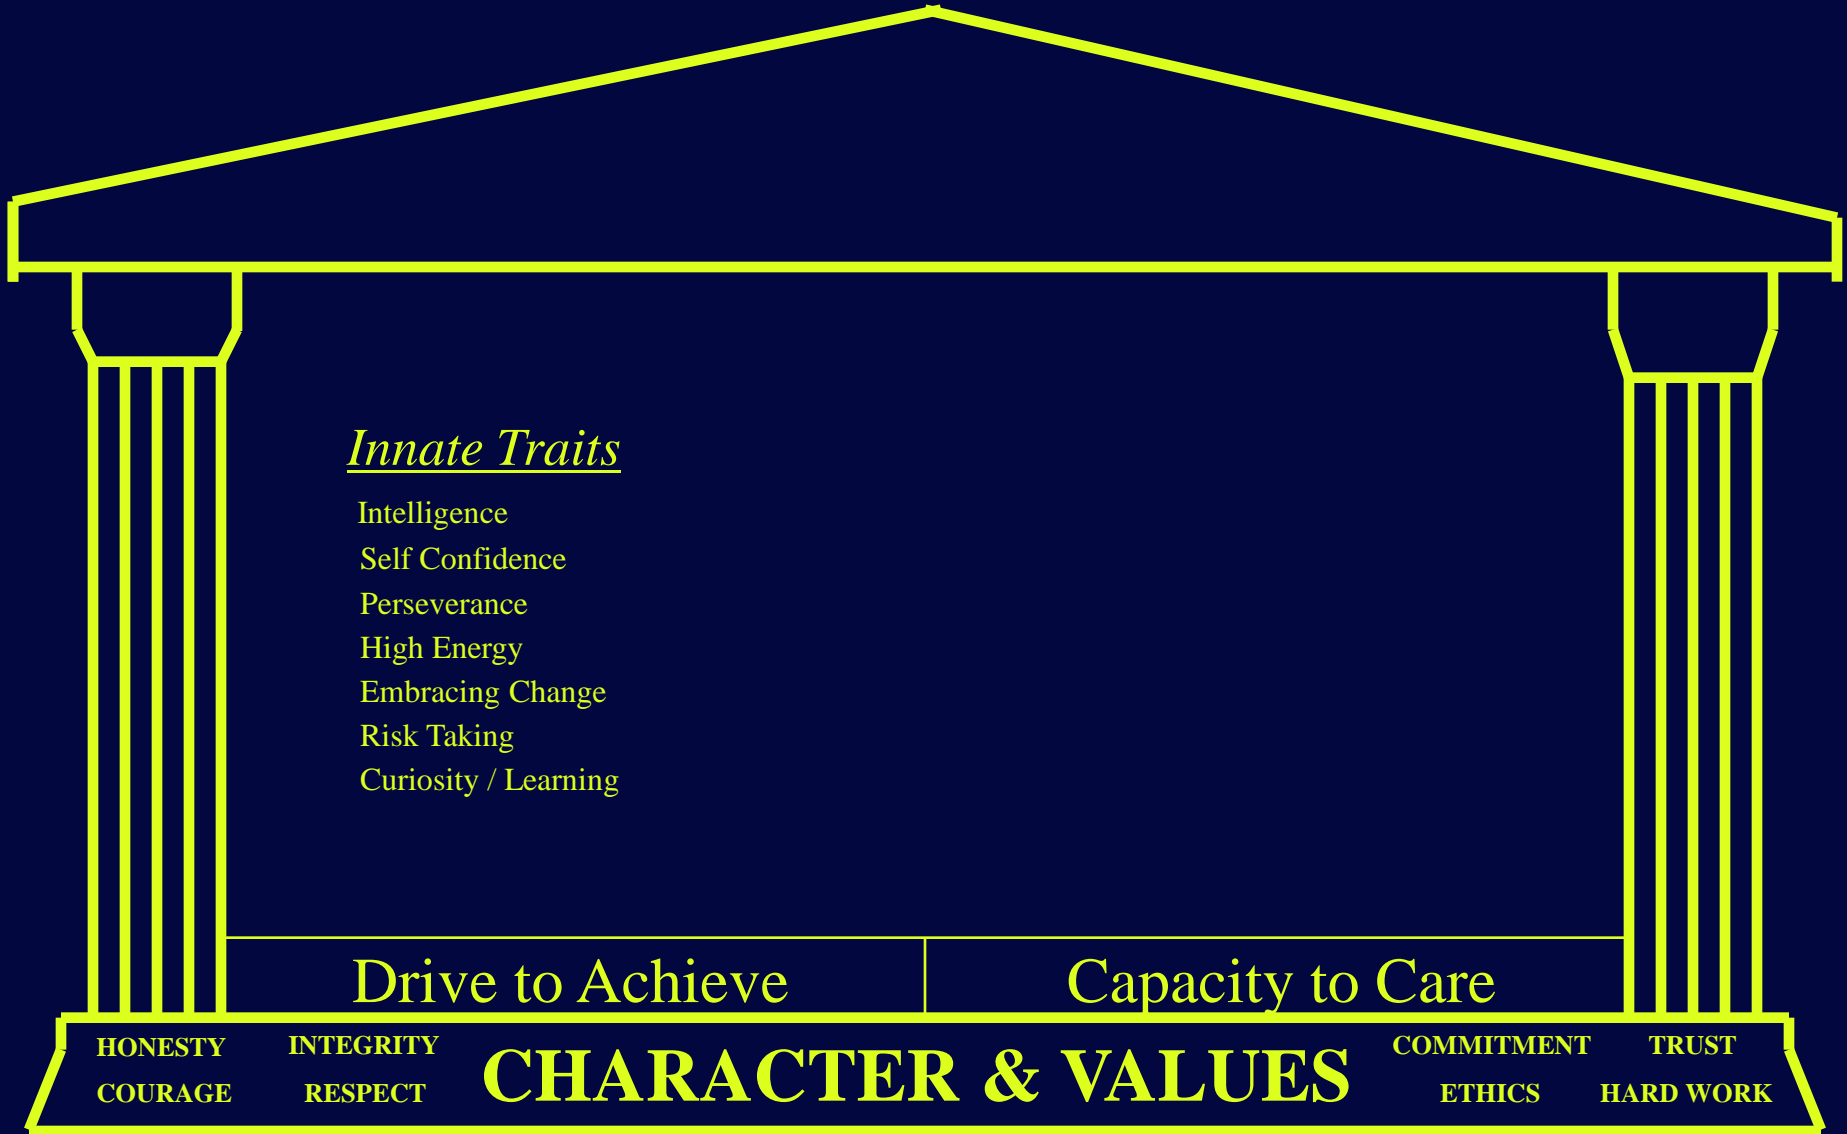 Innate Traits
Intelligence
Self Confidence
Perseverance
High Energy
Embracing Change
Risk Taking
Curiosity / Learning
Drive to Achieve
Capacity to Care
HONESTY
INTEGRITY
COURAGE
RESPECT
CHARACTER & VALUES
COMMITMENT
TRUST
ETHICS
HARD WORK